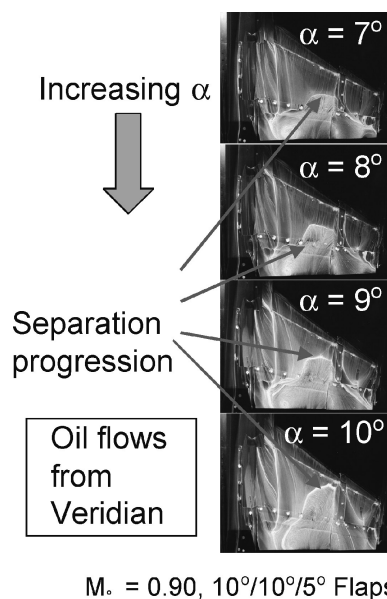 α = 7°
Increasing α
α = 8°
α = 9°
Separation
progression
α = 10°
Oil flows
from
Veridian
M∘ = 0.90, 10°/10°/5° Flaps